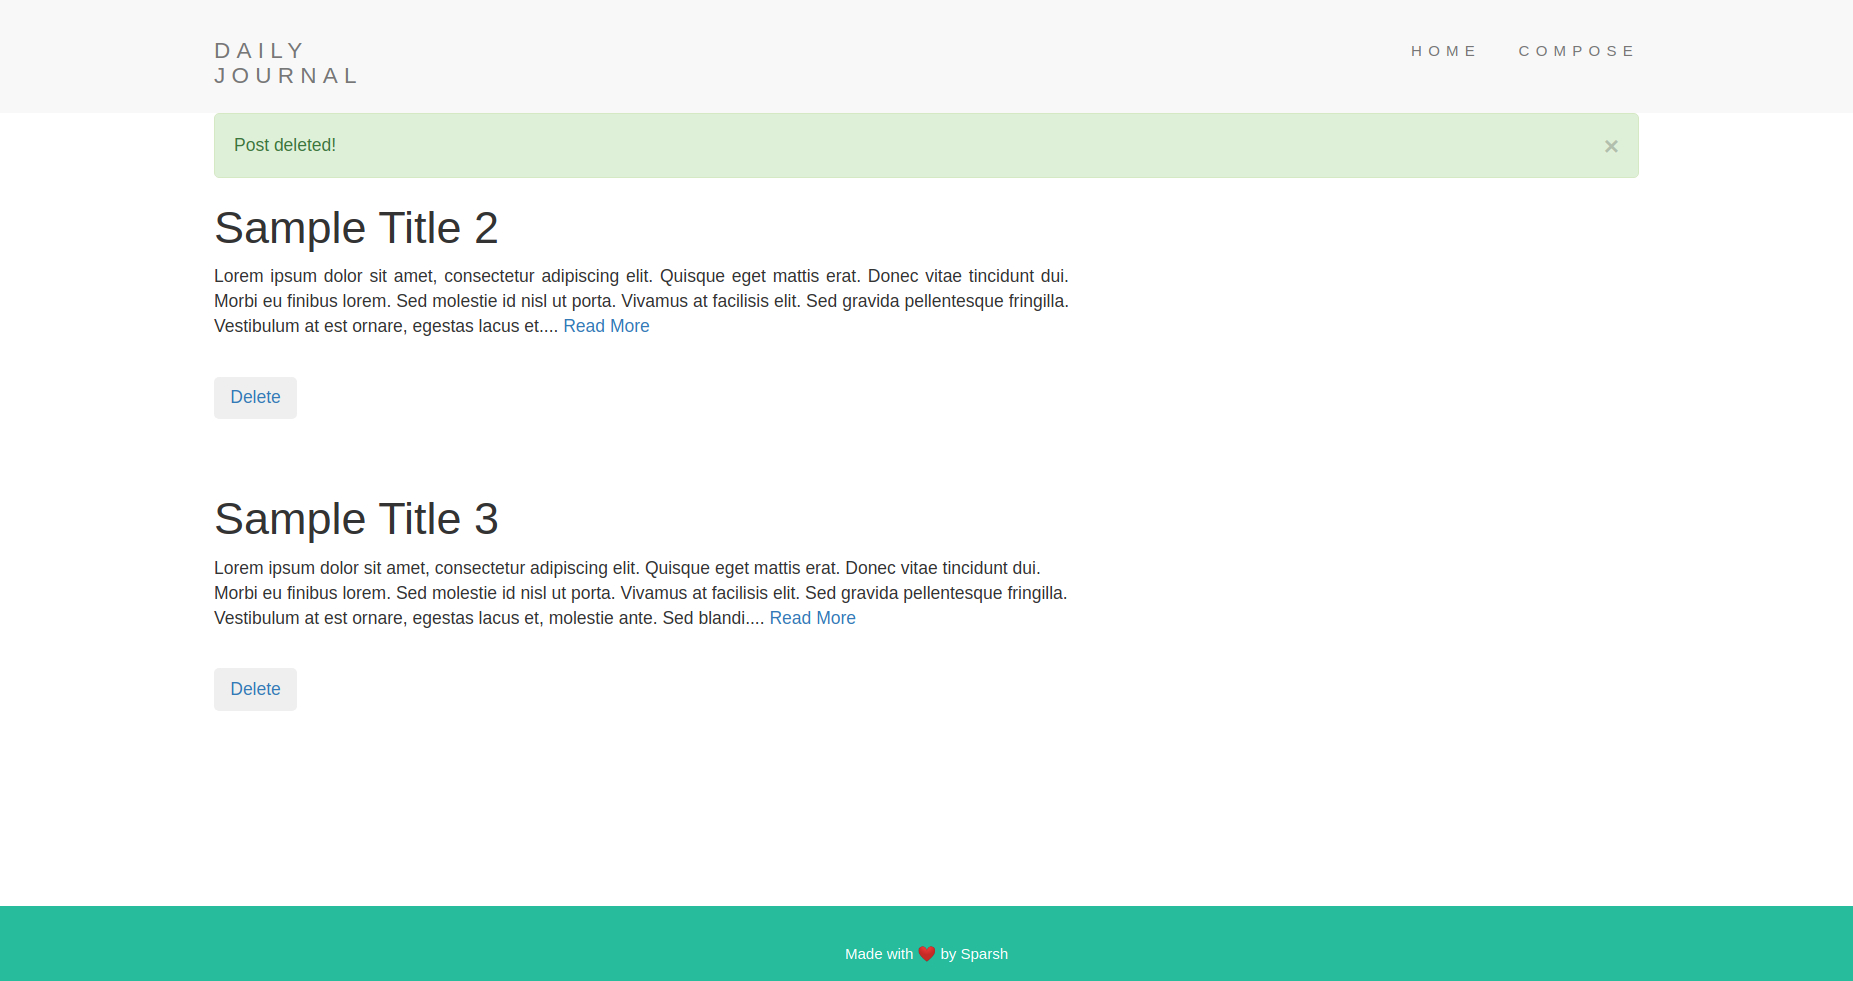 DAILY
JOURNAL
HOME COMPOSE
Post deleted! ×
Sample Title 2
Lorem ipsum dolor sit amet, consectetur adipiscing elit. Quisque eget mattis erat. Donec vitae tincidunt dui.
Morbi eu finibus lorem. Sed molestie id nisl ut porta. Vivamus at facilisis elit. Sed gravida pellentesque fringilla.
Vestibulum at est ornare, egestas lacus et.... Read More
Delete
Sample Title 3
Lorem ipsum dolor sit amet, consectetur adipiscing elit. Quisque eget mattis erat. Donec vitae tincidunt dui.
Morbi eu finibus lorem. Sed molestie id nisl ut porta. Vivamus at facilisis elit. Sed gravida pellentesque fringilla.
Vestibulum at est ornare, egestas lacus et, molestie ante. Sed blandi.... Read More
Delete
Made with ❤️ by Sparsh